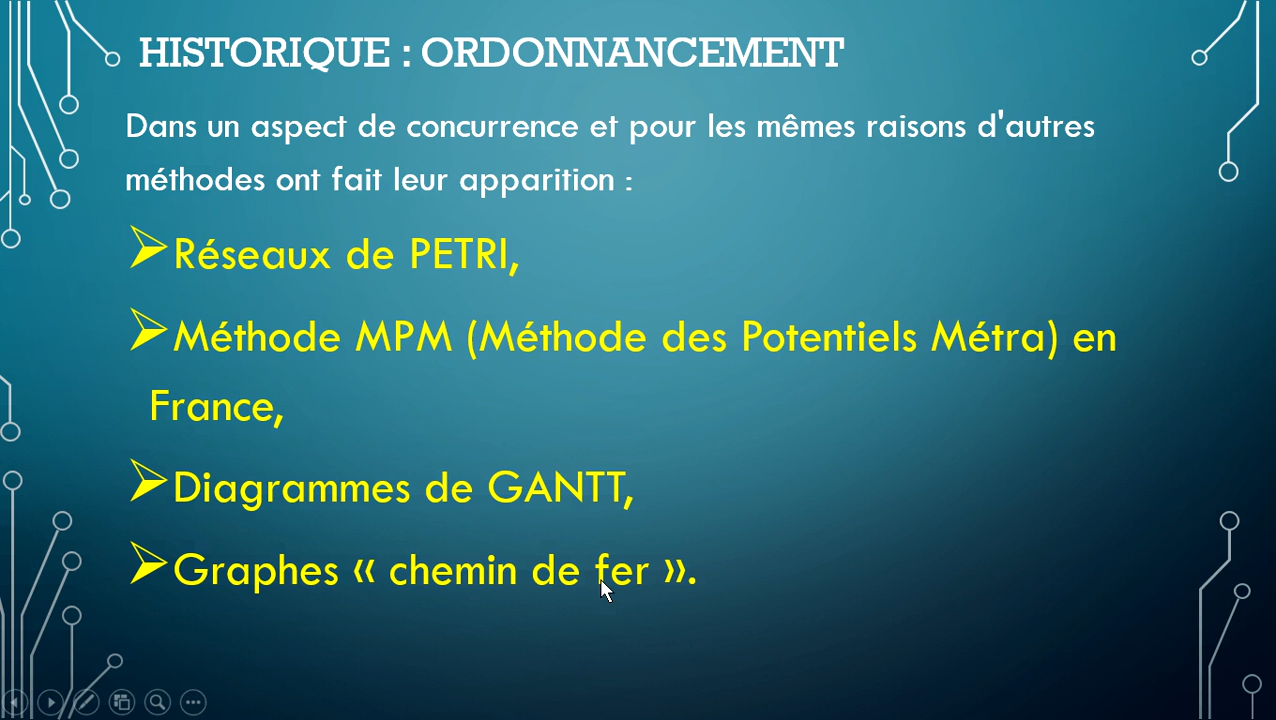 HISTORIQUE : ORDONNANCEMENT
Dans un aspect de concurrence et pour les mêmes raisons d'autres
méthodes ont fait leur apparition :
➢Réseaux de PETRI,
➢Méthode MPM (Méthode des Potentiels Métra) en
France,
➢Diagrammes de GANTT,
➢Graphes « chemin de fer ».